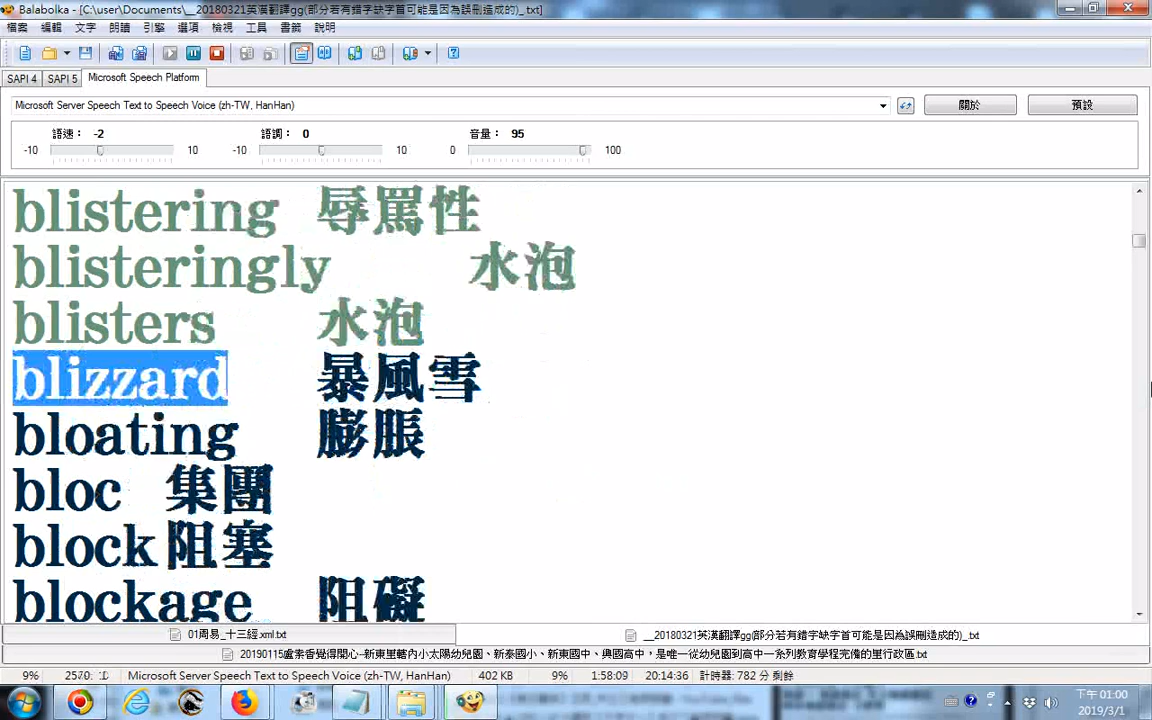 Balabolka - [C:\user\Documents\__20180321英漢翻譯gg(部分若有錯字缺字首可能是因為誤刪造成的)_.txt]
檔案 編輯 文字 朗讀 引擎 選項 檢視 工具 書籤 說明
SAPI 4 SAPI 5 Microsoft Speech Platform
Microsoft Server Speech Text to Speech Voice (zh-TW, HanHan) 關於 預設
語速： -2 語調： 0 音量： 95
-10 10 -10 10 0 100
blistering 辱罵性
blisteringly 水泡
blisters 水泡
blizzard 暴風雪
bloating 膨脹
bloc 集團
block 阻塞
blockage 阻礙
01周易_十三經.xml.txt __20180321英漢翻譯gg(部分若有錯字缺字首可能是因為誤刪造成的)_.txt
20190115盧素香覺得開心-新東里轄內小太陽幼兒園、新泰國小、新東國中、興國高中，是唯一從幼兒園到高中一系列教育學程完備的里行政區.txt
9% Microsoft Server Speech Text to Speech Voice (zh-TW, HanHan) 402 KB 9% 1:58:09 20:14:36 計時器: 782 分 剩餘
下午 01:00
2019/3/1